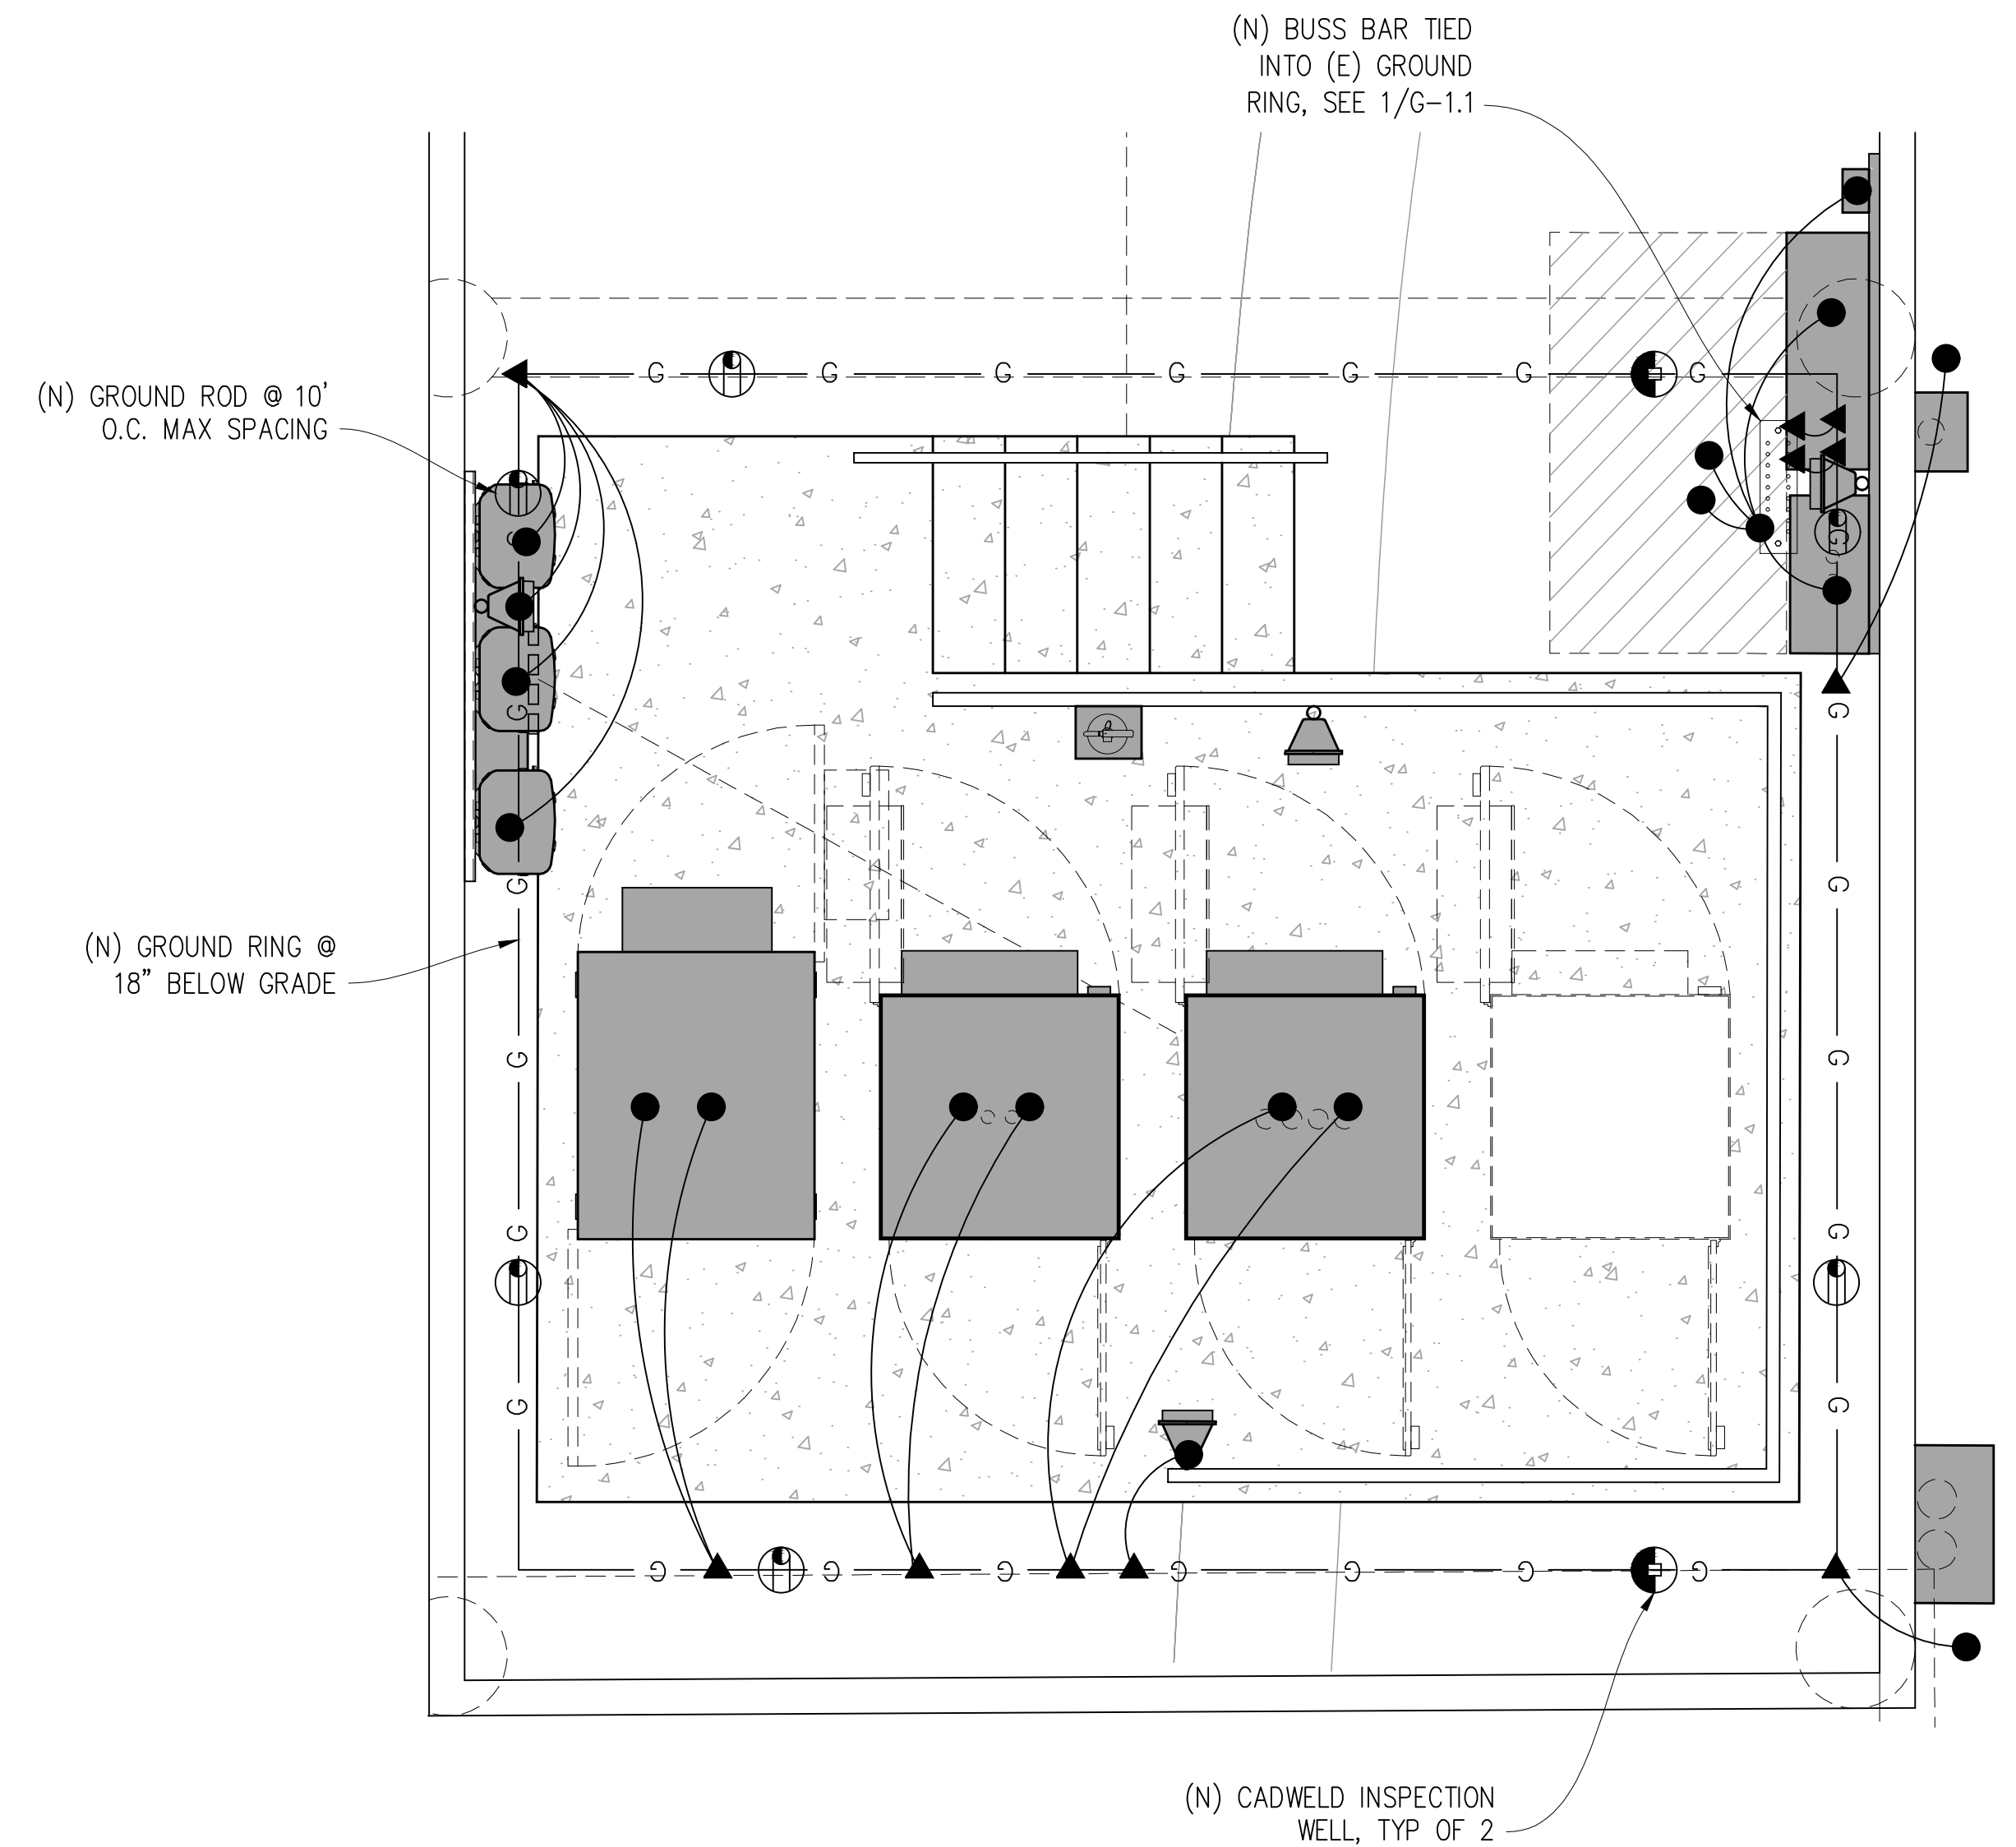 (N) BUSS BAR TIED
INTO (E) GROUND
RING, SEE 1/G-1.1
(N) GROUND ROD @ 10'
O.C. MAX SPACING
G G G G G G G
G
G
G
G
G
G
G
G
G
G
G
G
(N) GROUND RING @
18" BELOW GRADE
G G G G G G G
(N) CADWELD INSPECTION
WELL, TYP OF 2